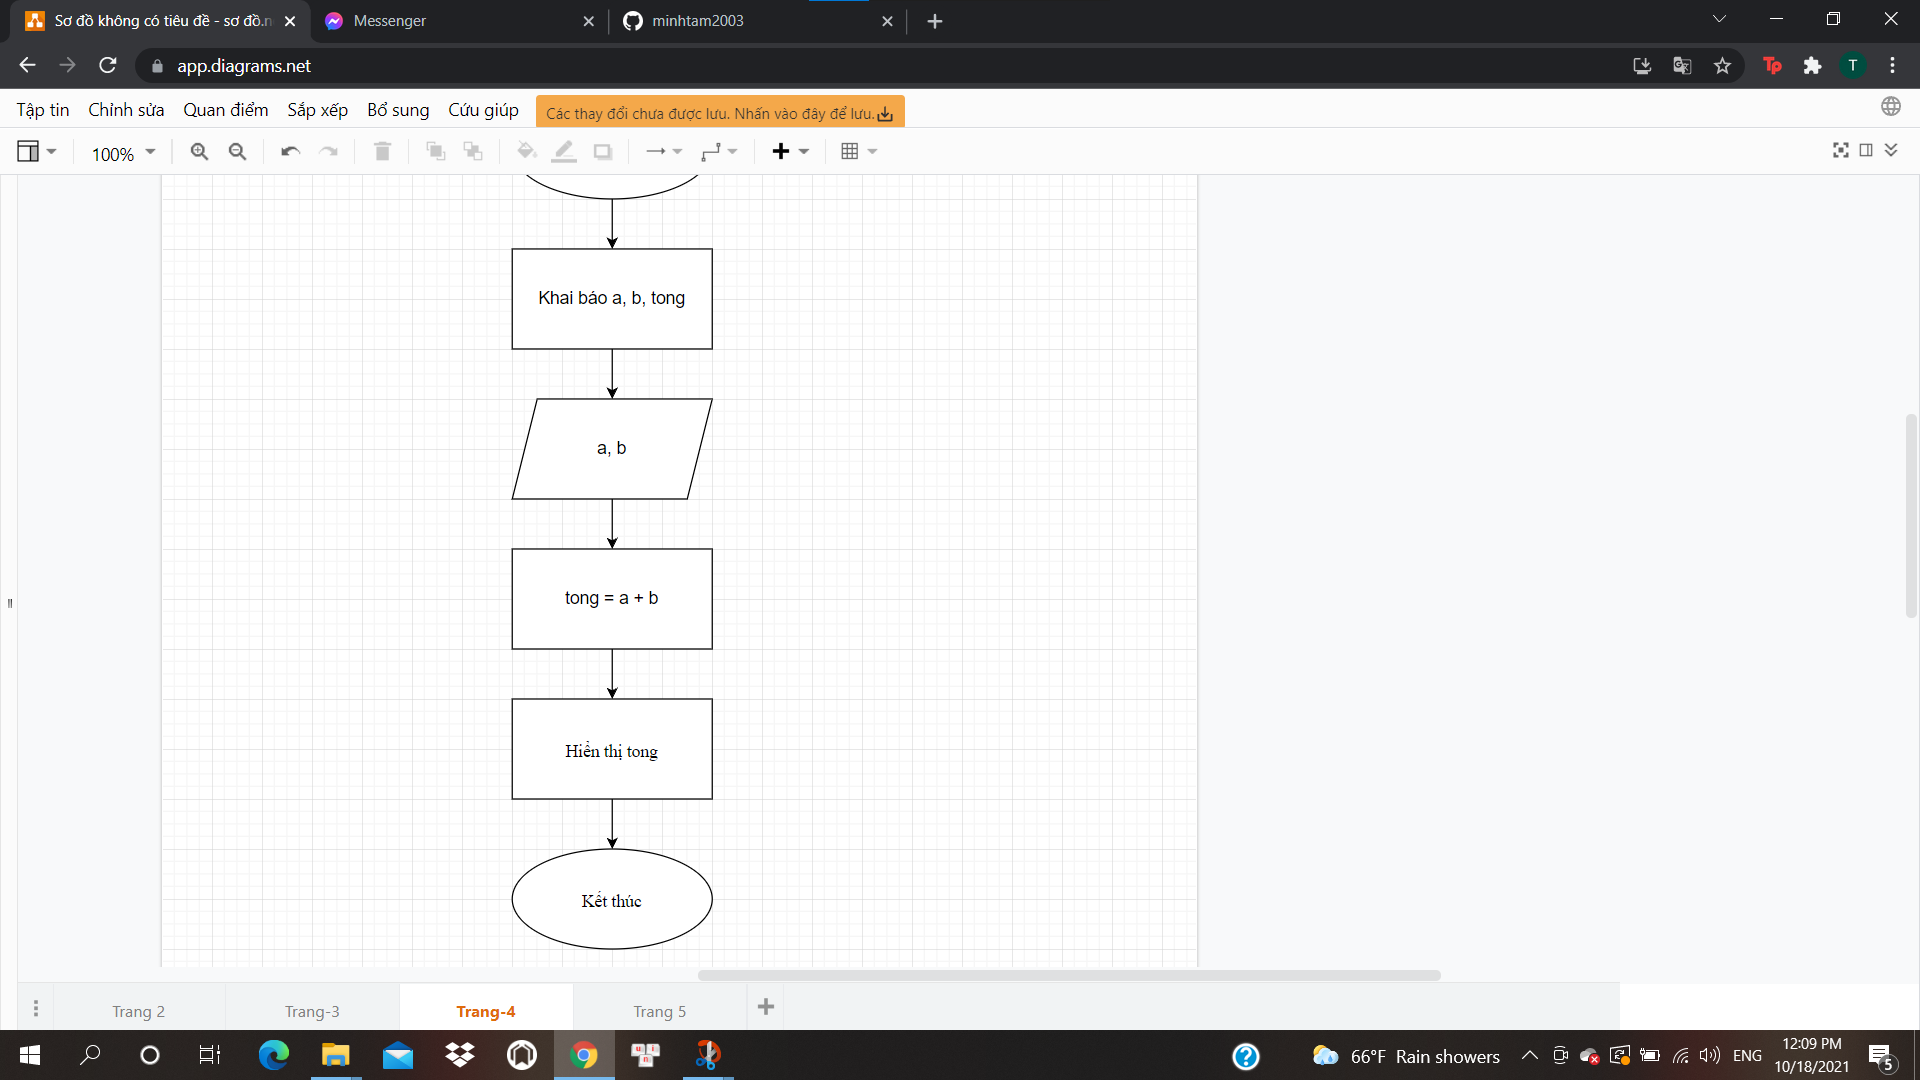 Sơ đồ không có tiêu đề - sơ đồ.n
Messenger
minhtam2003
app.diagrams.net
T
Tập tin Chỉnh sửa Quan điểm Sắp xếp Bổ sung Cứu giúp Các thay đổi chưa được lưu. Nhấn vào đây để lưu.
100%
Khai báo a, b, tong
a, b
tong = a + b
Hiển thị tong
Kết thúc
Trang 2 Trang-3 Trang-4 Trang 5
66°F Rain showers
ENG
12:09 PM
10/18/2021
5